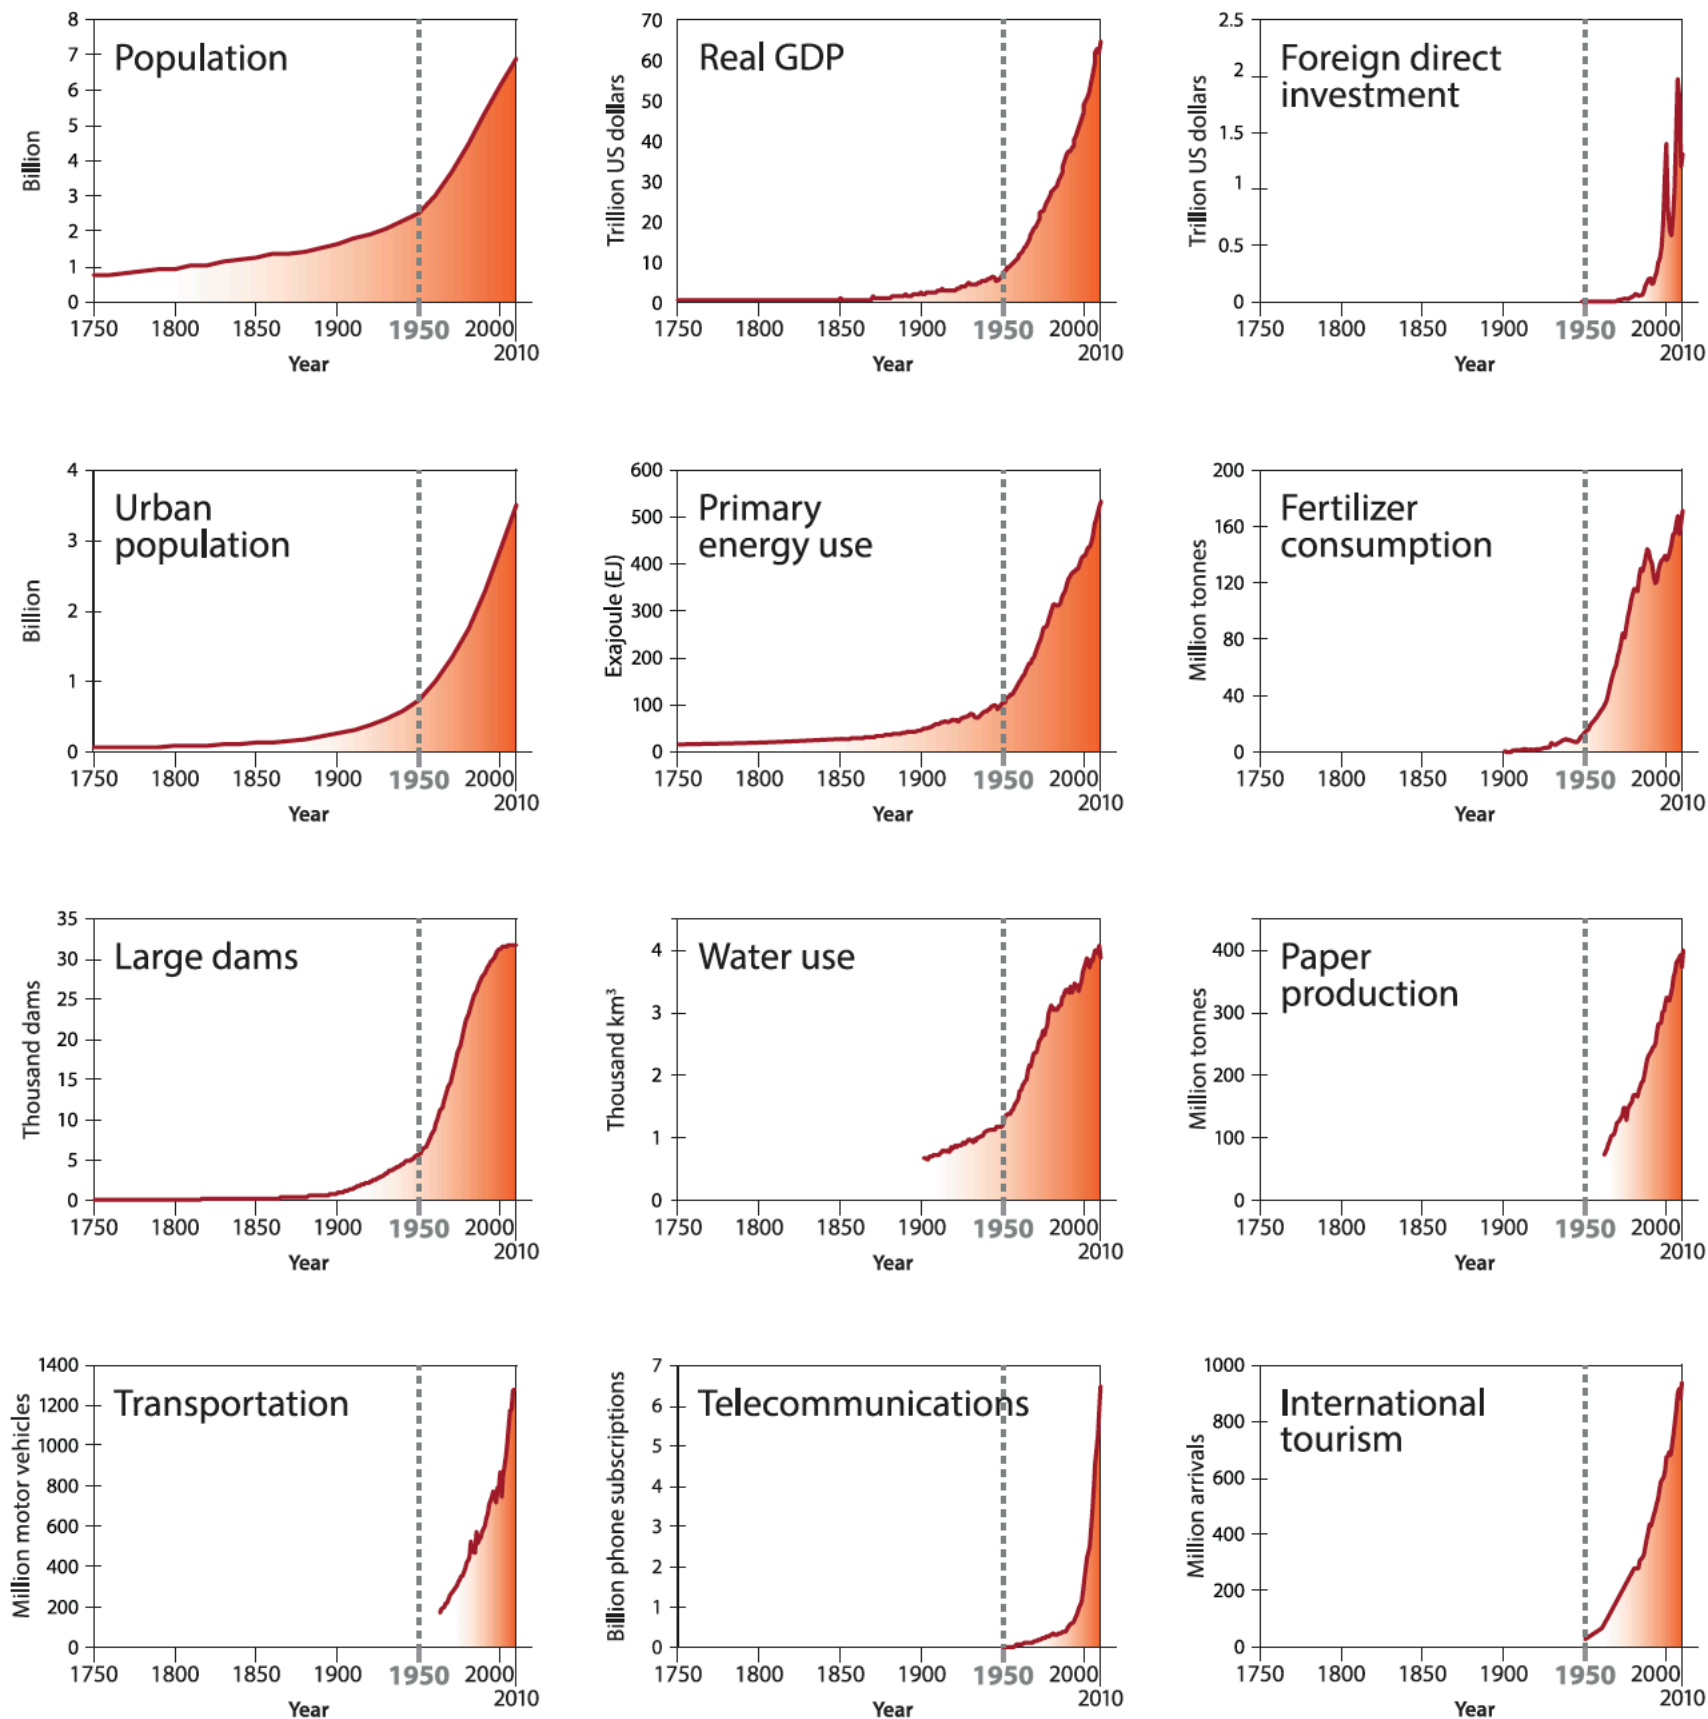 Population
Billion
8
7
6
5
4
3
2
1
0
1750 1800 1850 1900 1950 2000
2010
Year
Real GDP
Trillion US dollars
70
60
50
40
30
20
10
0
1750 1800 1850 1900 1950 2000
2010
Year
Foreign direct
investment
Trillion US dollars
2.5
2
1.5
1
0.5
0
1750 1800 1850 1900 1950 2000
2010
Year
Urban
population
Billion
4
3
2
1
0
1750 1800 1850 1900 1950 2000
2010
Year
Primary
energy use
Exajoule (EJ)
600
500
400
300
200
100
0
1750 1800 1850 1900 1950 2000
2010
Year
Fertilizer
consumption
Million tonnes
200
160
120
80
40
0
1750 1800 1850 1900 1950 2000
2010
Year
Large dams
Thousand dams
35
30
25
20
15
10
5
0
1750 1800 1850 1900 1950 2000
2010
Year
Water use
Thousand km³
4
3
2
1
0
1750 1800 1850 1900 1950 2000
2010
Year
Paper
production
Million tonnes
400
300
200
100
0
1750 1800 1850 1900 1950 2000
2010
Year
Transportation
Million motor vehicles
1400
1200
1000
800
600
400
200
0
1750 1800 1850 1900 1950 2000
2010
Year
Telecommunications
Billion phone subscriptions
7
6
5
4
3
2
1
0
1750 1800 1850 1900 1950 2000
2010
Year
International
tourism
Million arrivals
1000
800
600
400
200
0
1750 1800 1850 1900 1950 2000
2010
Year